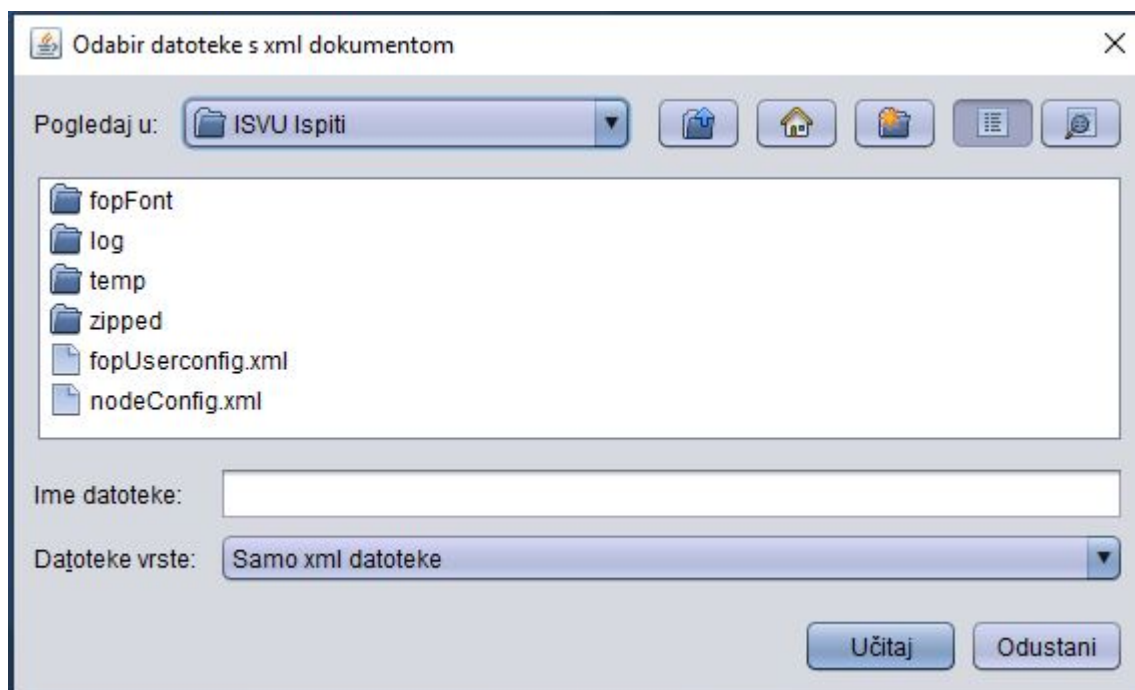 Odabir datoteke s xml dokumentom
Pogledaj u: ISVU Ispiti
fopFont
log
temp
zipped
fopUserconfig.xml
nodeConfig.xml
Ime datoteke:
Datoteke vrste: Samo xml datoteke
Učitaj Odustani